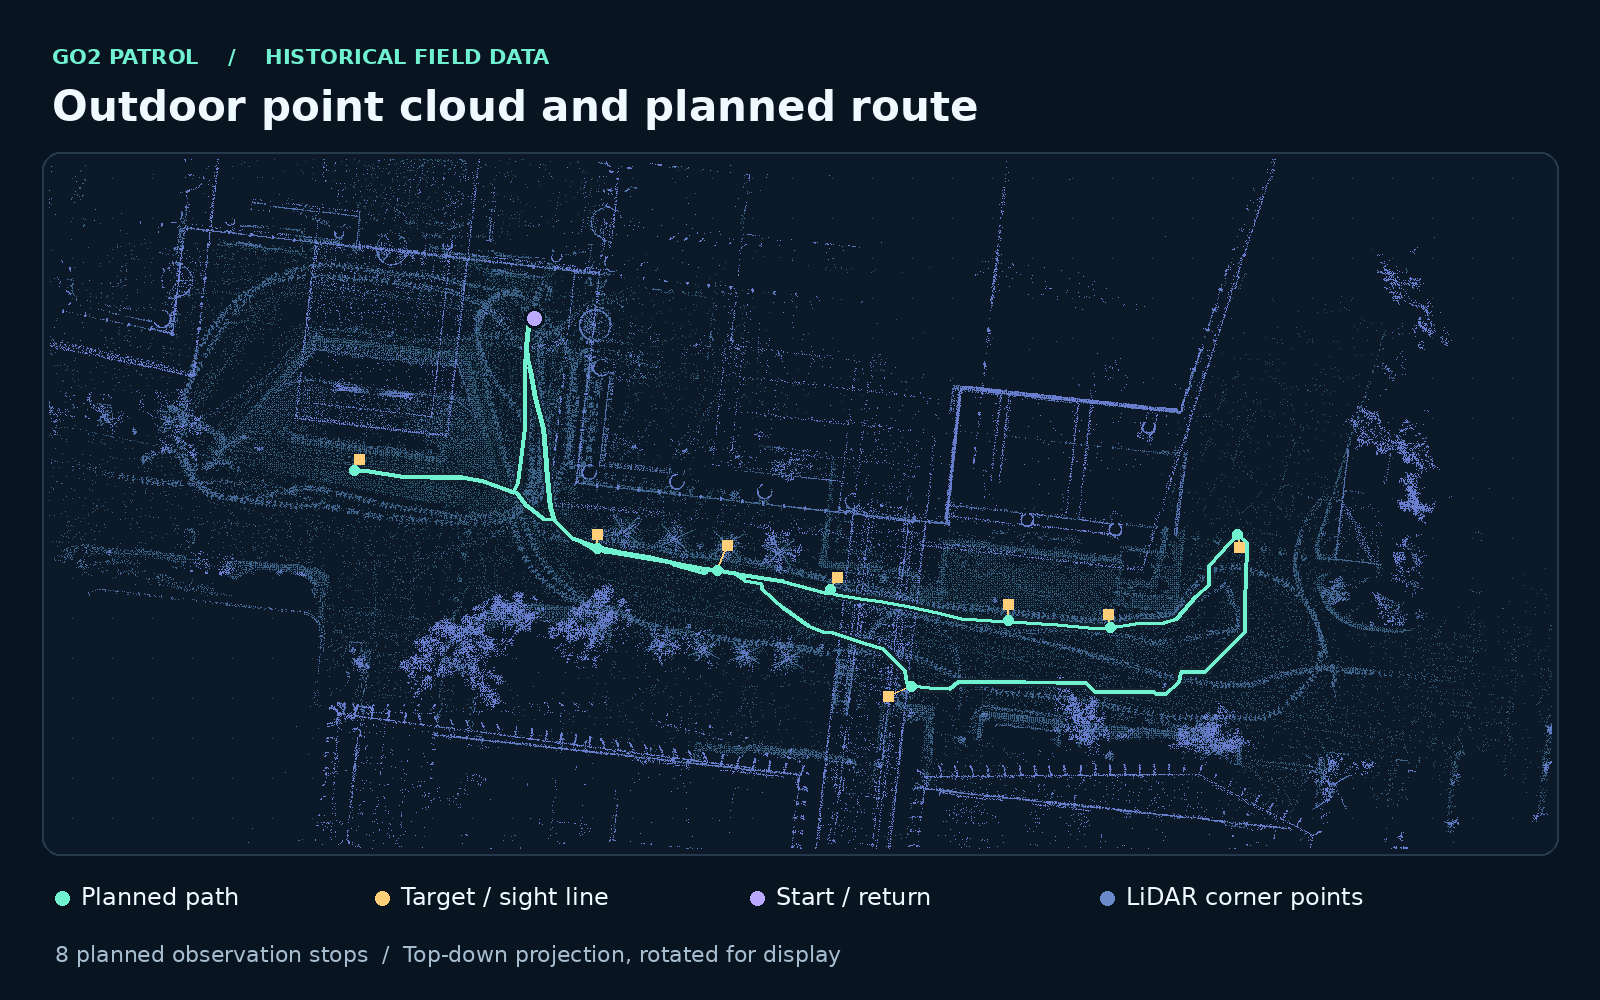 GO2 PATROL / HISTORICAL FIELD DATA
Outdoor point cloud and planned route
Planned path
Target / sight line
Start / return
LiDAR corner points
8 planned observation stops / Top-down projection, rotated for display